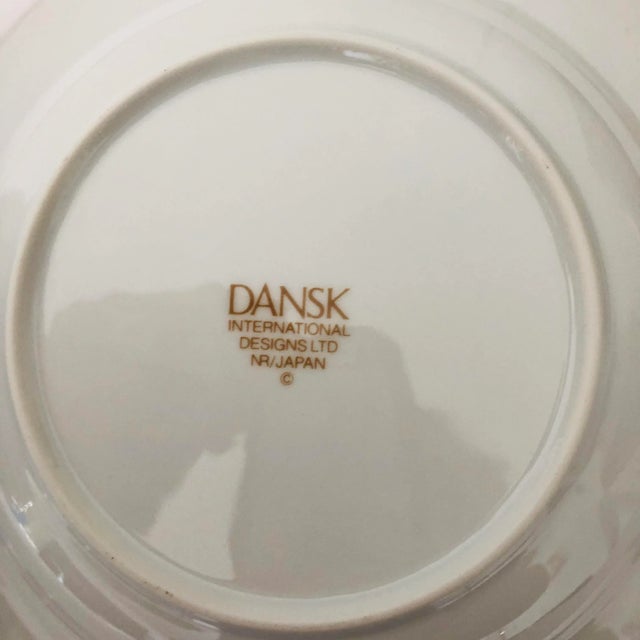 DANSK
INTERNATIONAL
DESIGNS LTD
NR/JAPAN
©